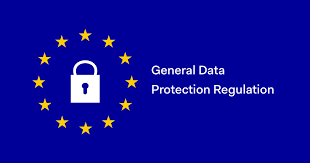 General Data
Protection Regulation